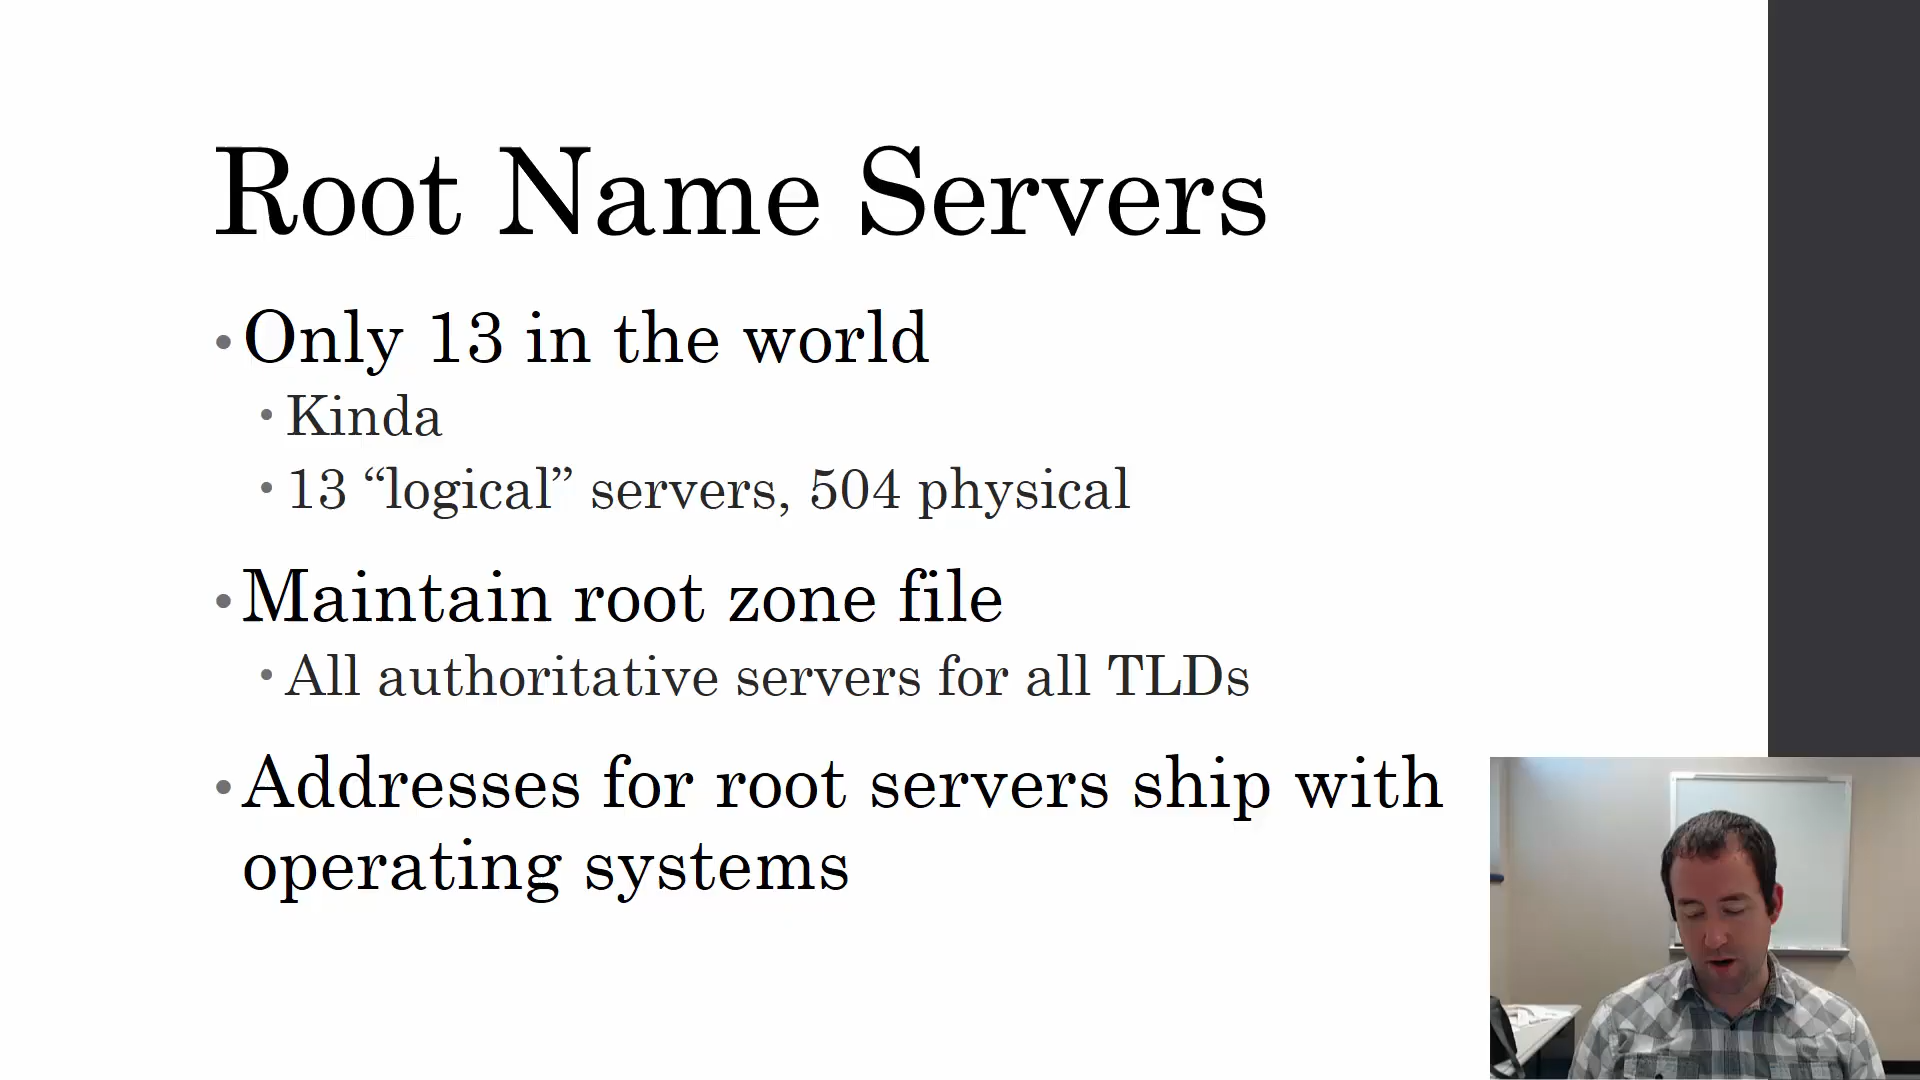 Root Name Servers
• Only 13 in the world
• Kinda
• 13 “logical” servers, 504 physical
• Maintain root zone file
• All authoritative servers for all TLDs
• Addresses for root servers ship with
operating systems